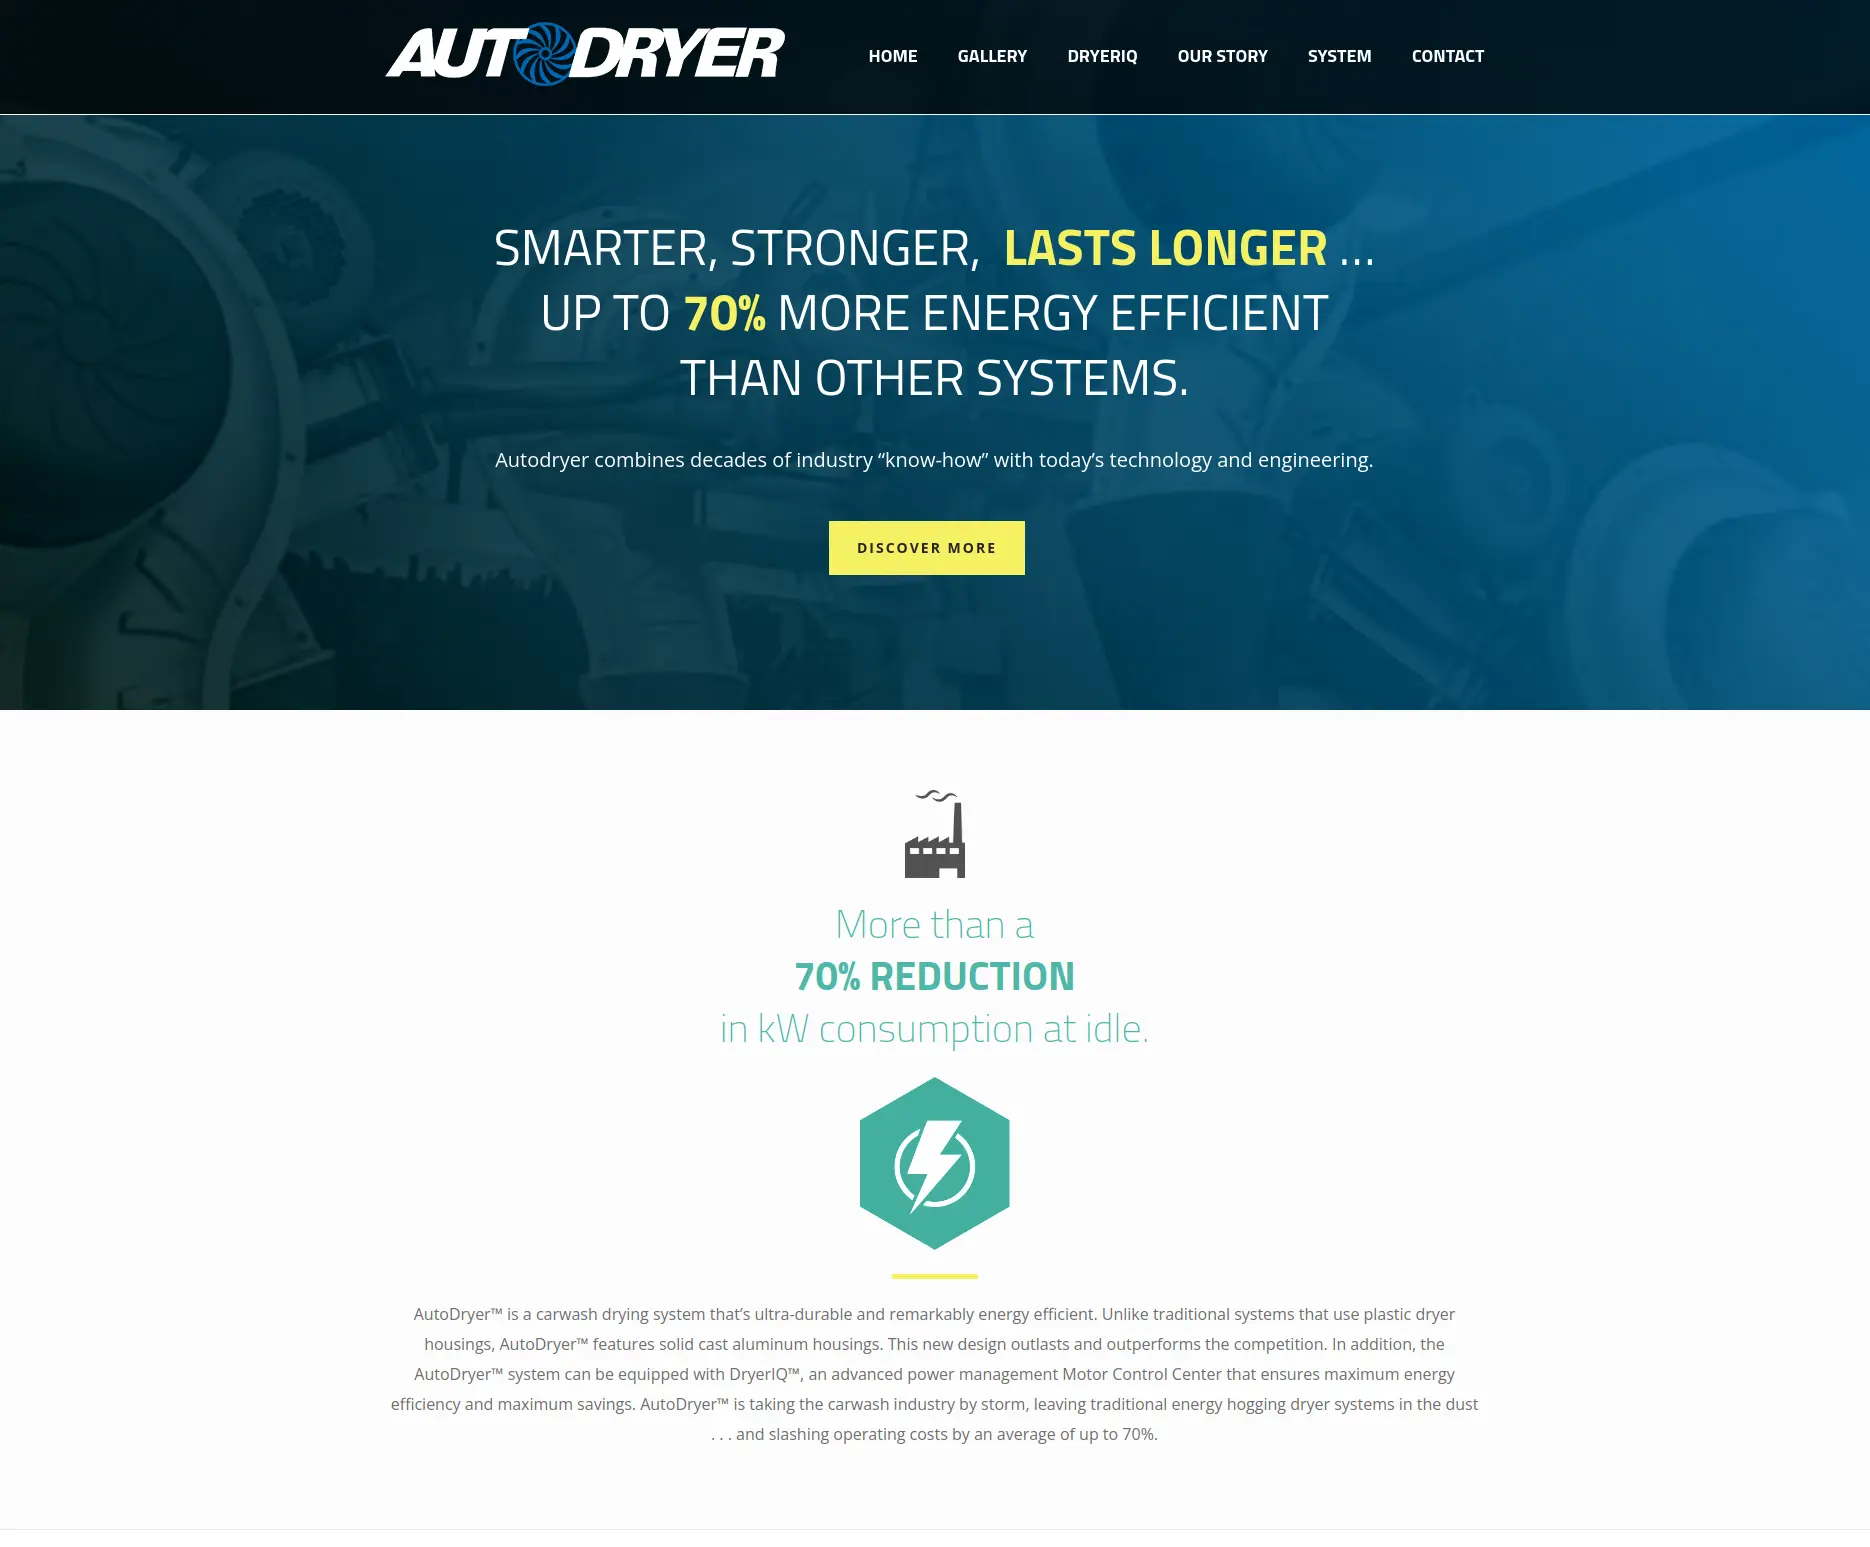 AUTODRYER
HOME GALLERY DRYERIQ OUR STORY SYSTEM CONTACT
SMARTER, STRONGER, LASTS LONGER ...
UP TO 70% MORE ENERGY EFFICIENT
THAN OTHER SYSTEMS.
Autodryer combines decades of industry “know-how” with today’s technology and engineering.
DISCOVER MORE
More than a
70% REDUCTION
in kW consumption at idle.
AutoDryer™ is a carwash drying system that’s ultra-durable and remarkably energy efficient. Unlike traditional systems that use plastic dryer
housings, AutoDryer™ features solid cast aluminum housings. This new design outlasts and outperforms the competition. In addition, the
AutoDryer™ system can be equipped with DryerIQ™, an advanced power management Motor Control Center that ensures maximum energy
efficiency and maximum savings. AutoDryer™ is taking the carwash industry by storm, leaving traditional energy hogging dryer systems in the dust
. . . and slashing operating costs by an average of up to 70%.